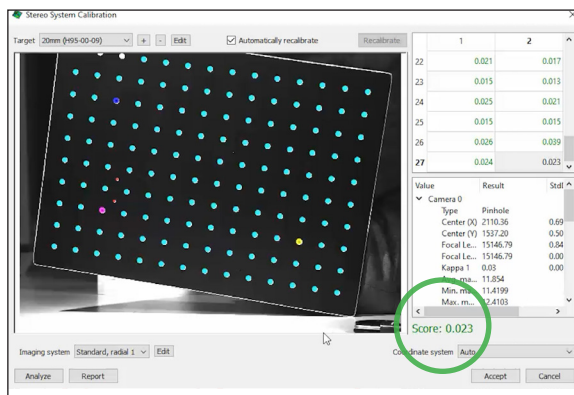 Stereo System Calibration
Target 20mm (H95-00-09) + - Edit Automatically recalibrate Recalibrate
1 2
22 0.021 0.017
23 0.015 0.013
24 0.025 0.021
25 0.015 0.015
26 0.026 0.039
27 0.024 0.023
Value Result Std
Camera 0
Type Pinhole
Center (X) 2110.36 0.69
Center (Y) 1537.20 0.50
Focal Le... 15146.79 0.84
Focal Le... 15146.79 0.00
Kappa 1 0.03 0.00
ma... 11.854
Min. ma... 11.4199
Max. m... 12.4103
Score: 0.023
Imaging system Standard, radial 1 Edit Coordinate system Auto
Analyze Report Accept Cancel